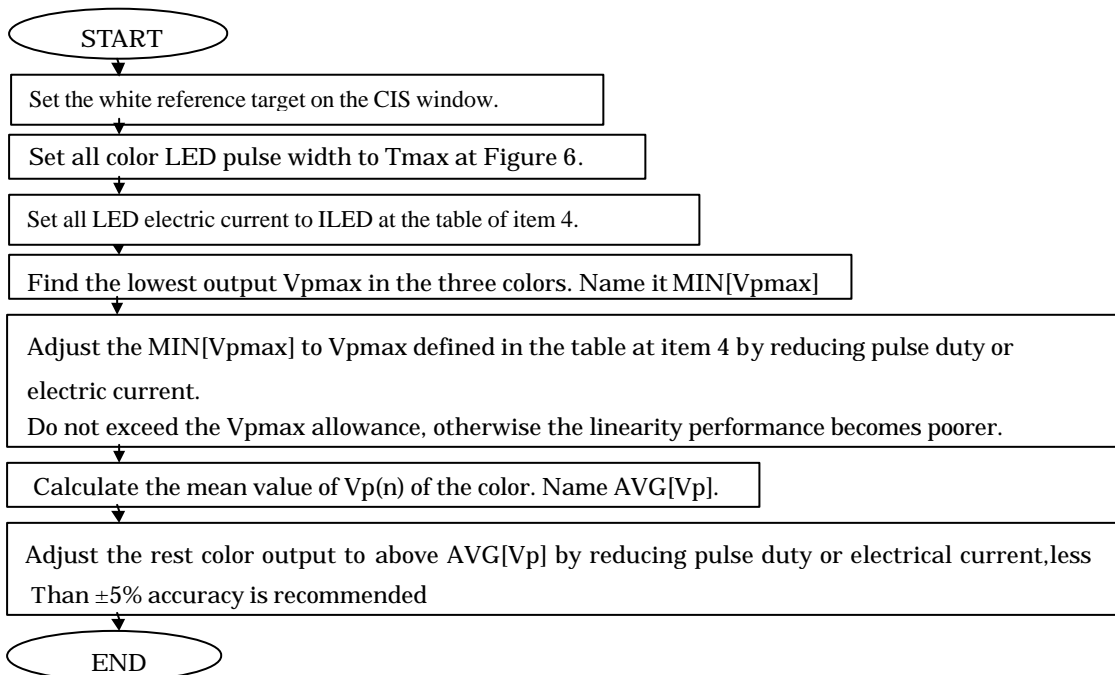 START
Set the white reference target on the CIS window.
Set all color LED pulse width to Tmax at Figure 6.
Set all LED electric current to ILED at the table of item 4.
Find the lowest output Vpmax in the three colors. Name it MIN[Vpmax]
Adjust the MIN[Vpmax] to Vpmax defined in the table at item 4 by reducing pulse duty or
electric current.
Do not exceed the Vpmax allowance, otherwise the linearity performance becomes poorer.
Calculate the mean value of Vp(n) of the color. Name AVG[Vp].
Adjust the rest color output to above AVG[Vp] by reducing pulse duty or electrical current,less
Than ±5% accuracy is recommended
END